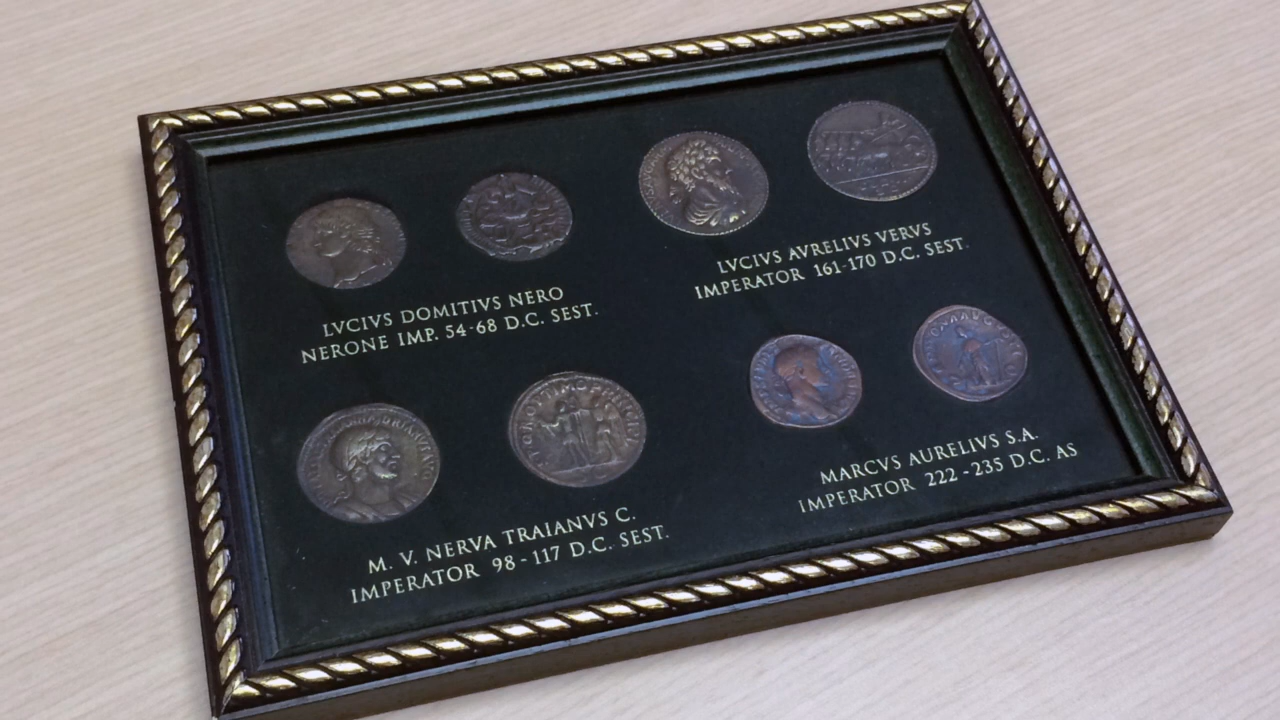 LVCIVS DOMITIVS NERO
NERONE IMP. 54-68 D.C. SEST.
LVCIVS AVRELIVS VERVS
IMPERATOR 161-170 D.C. SEST.
M. V. NERVA TRAIANVS C.
IMPERATOR 98-117 D.C. SEST.
MARCVS AURELIVS S.A.
IMPERATOR 222-235 D.C. AS